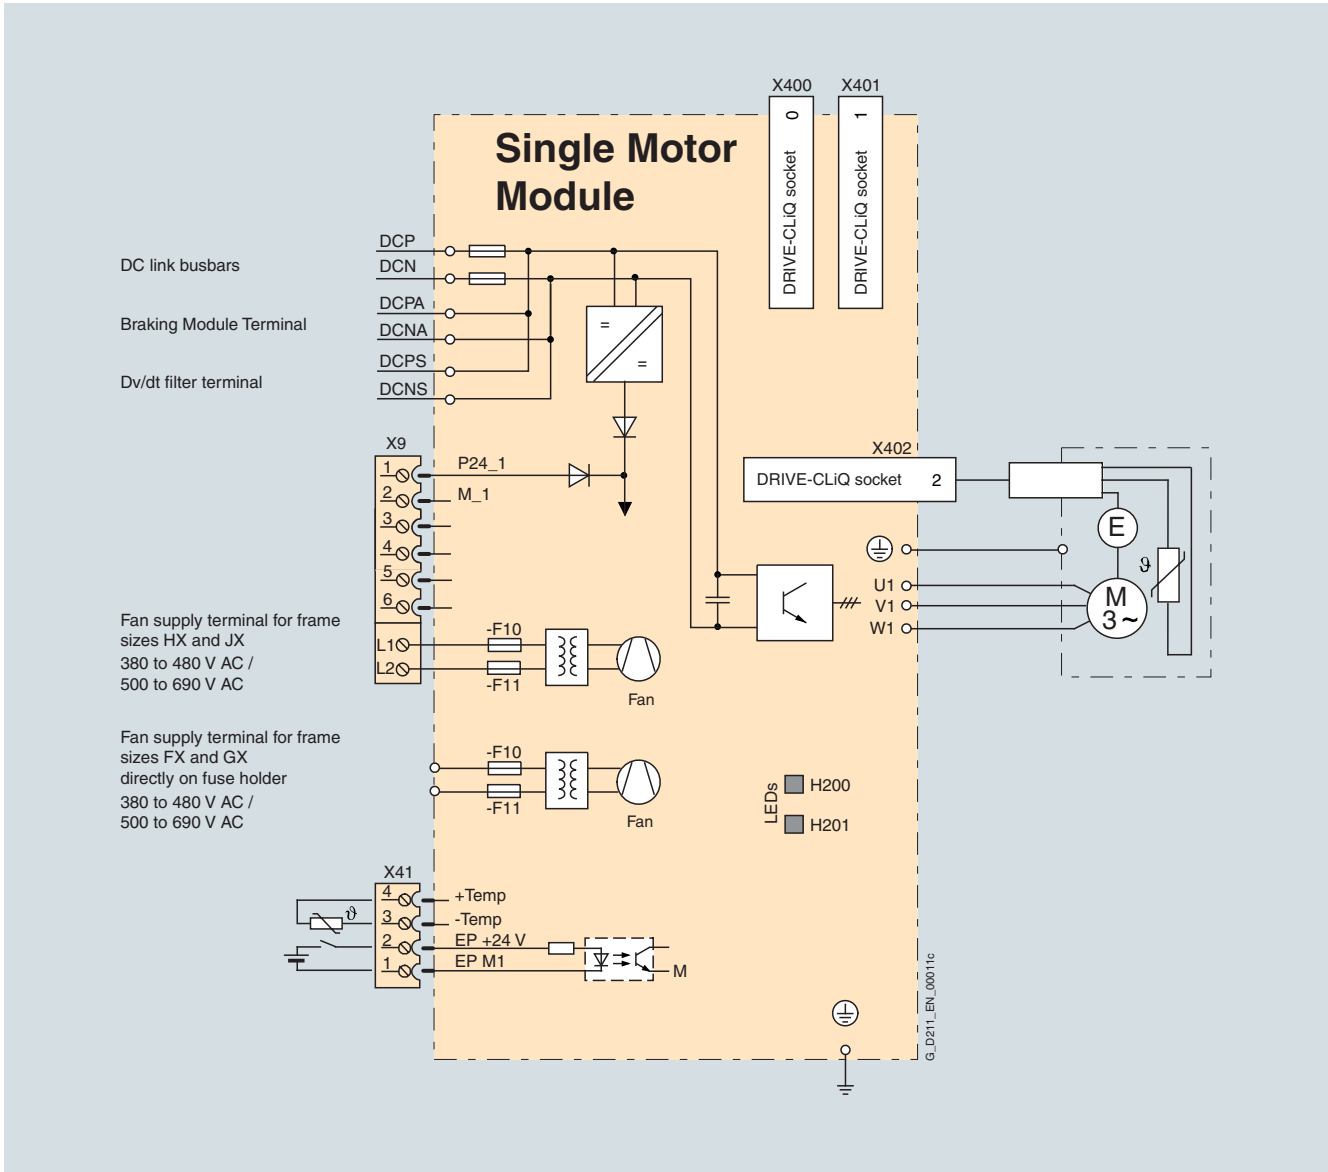 X400
X401
Single Motor
Module
DRIVE-CLiQ socket 0
DRIVE-CLiQ socket 1
DC link busbars
DCP
DCN
Braking Module Terminal
DCPA
DCNA
Dv/dt filter terminal
DCPS
DCNS
=
=
X9
1
P24_1
2
M_1
3
4
5
6
X402
DRIVE-CLiQ socket 2
E
ϑ
U1
V1
W1
M
3 ~
Fan supply terminal for frame
sizes HX and JX
380 to 480 V AC /
500 to 690 V AC
L1
L2
-F10
-F11
Fan
Fan supply terminal for frame
sizes FX and GX
directly on fuse holder
380 to 480 V AC /
500 to 690 V AC
-F10
-F11
Fan
LEDs
H200
H201
X41
4
+Temp
ϑ
3
-Temp
2
EP +24 V
1
EP M1
M
G_D211_EN_00011c